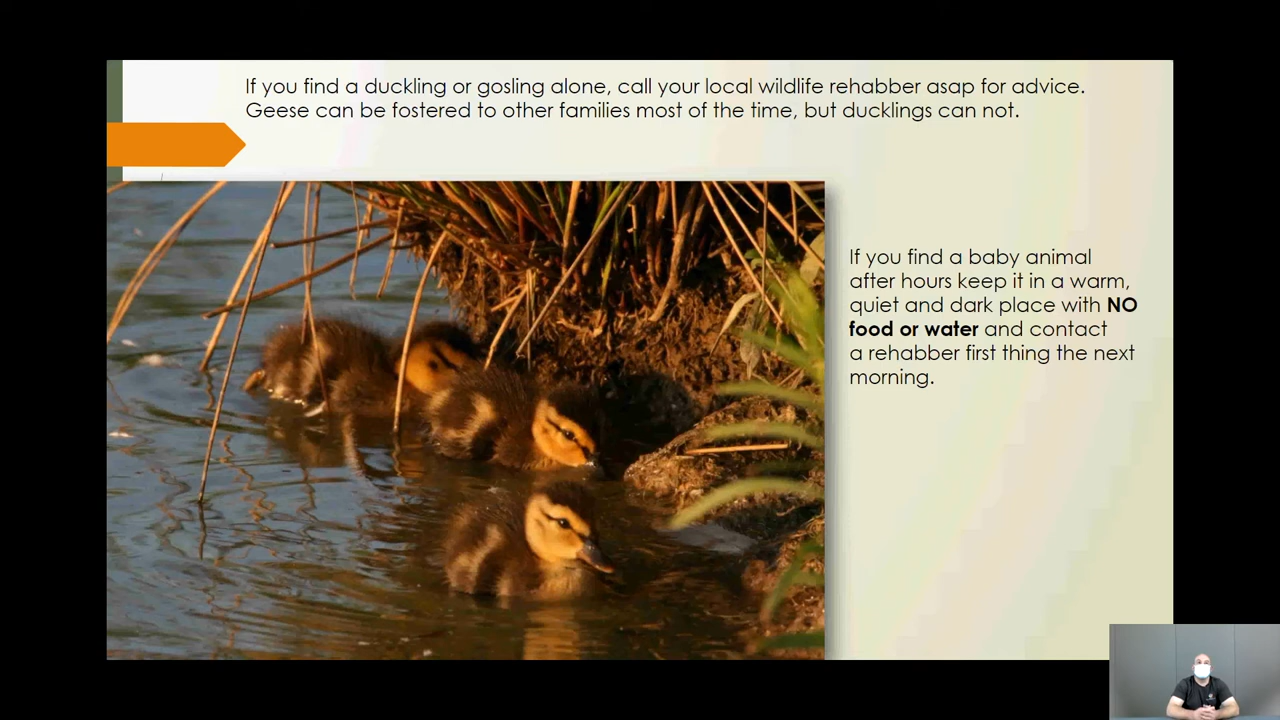 If you find a duckling or gosling alone, call your local wildlife rehabber asap for advice.
Geese can be fostered to other families most of the time, but ducklings can not.
If you find a baby animal
after hours keep it in a warm,
quiet and dark place with NO
food or water and contact
a rehabber first thing the next
morning.